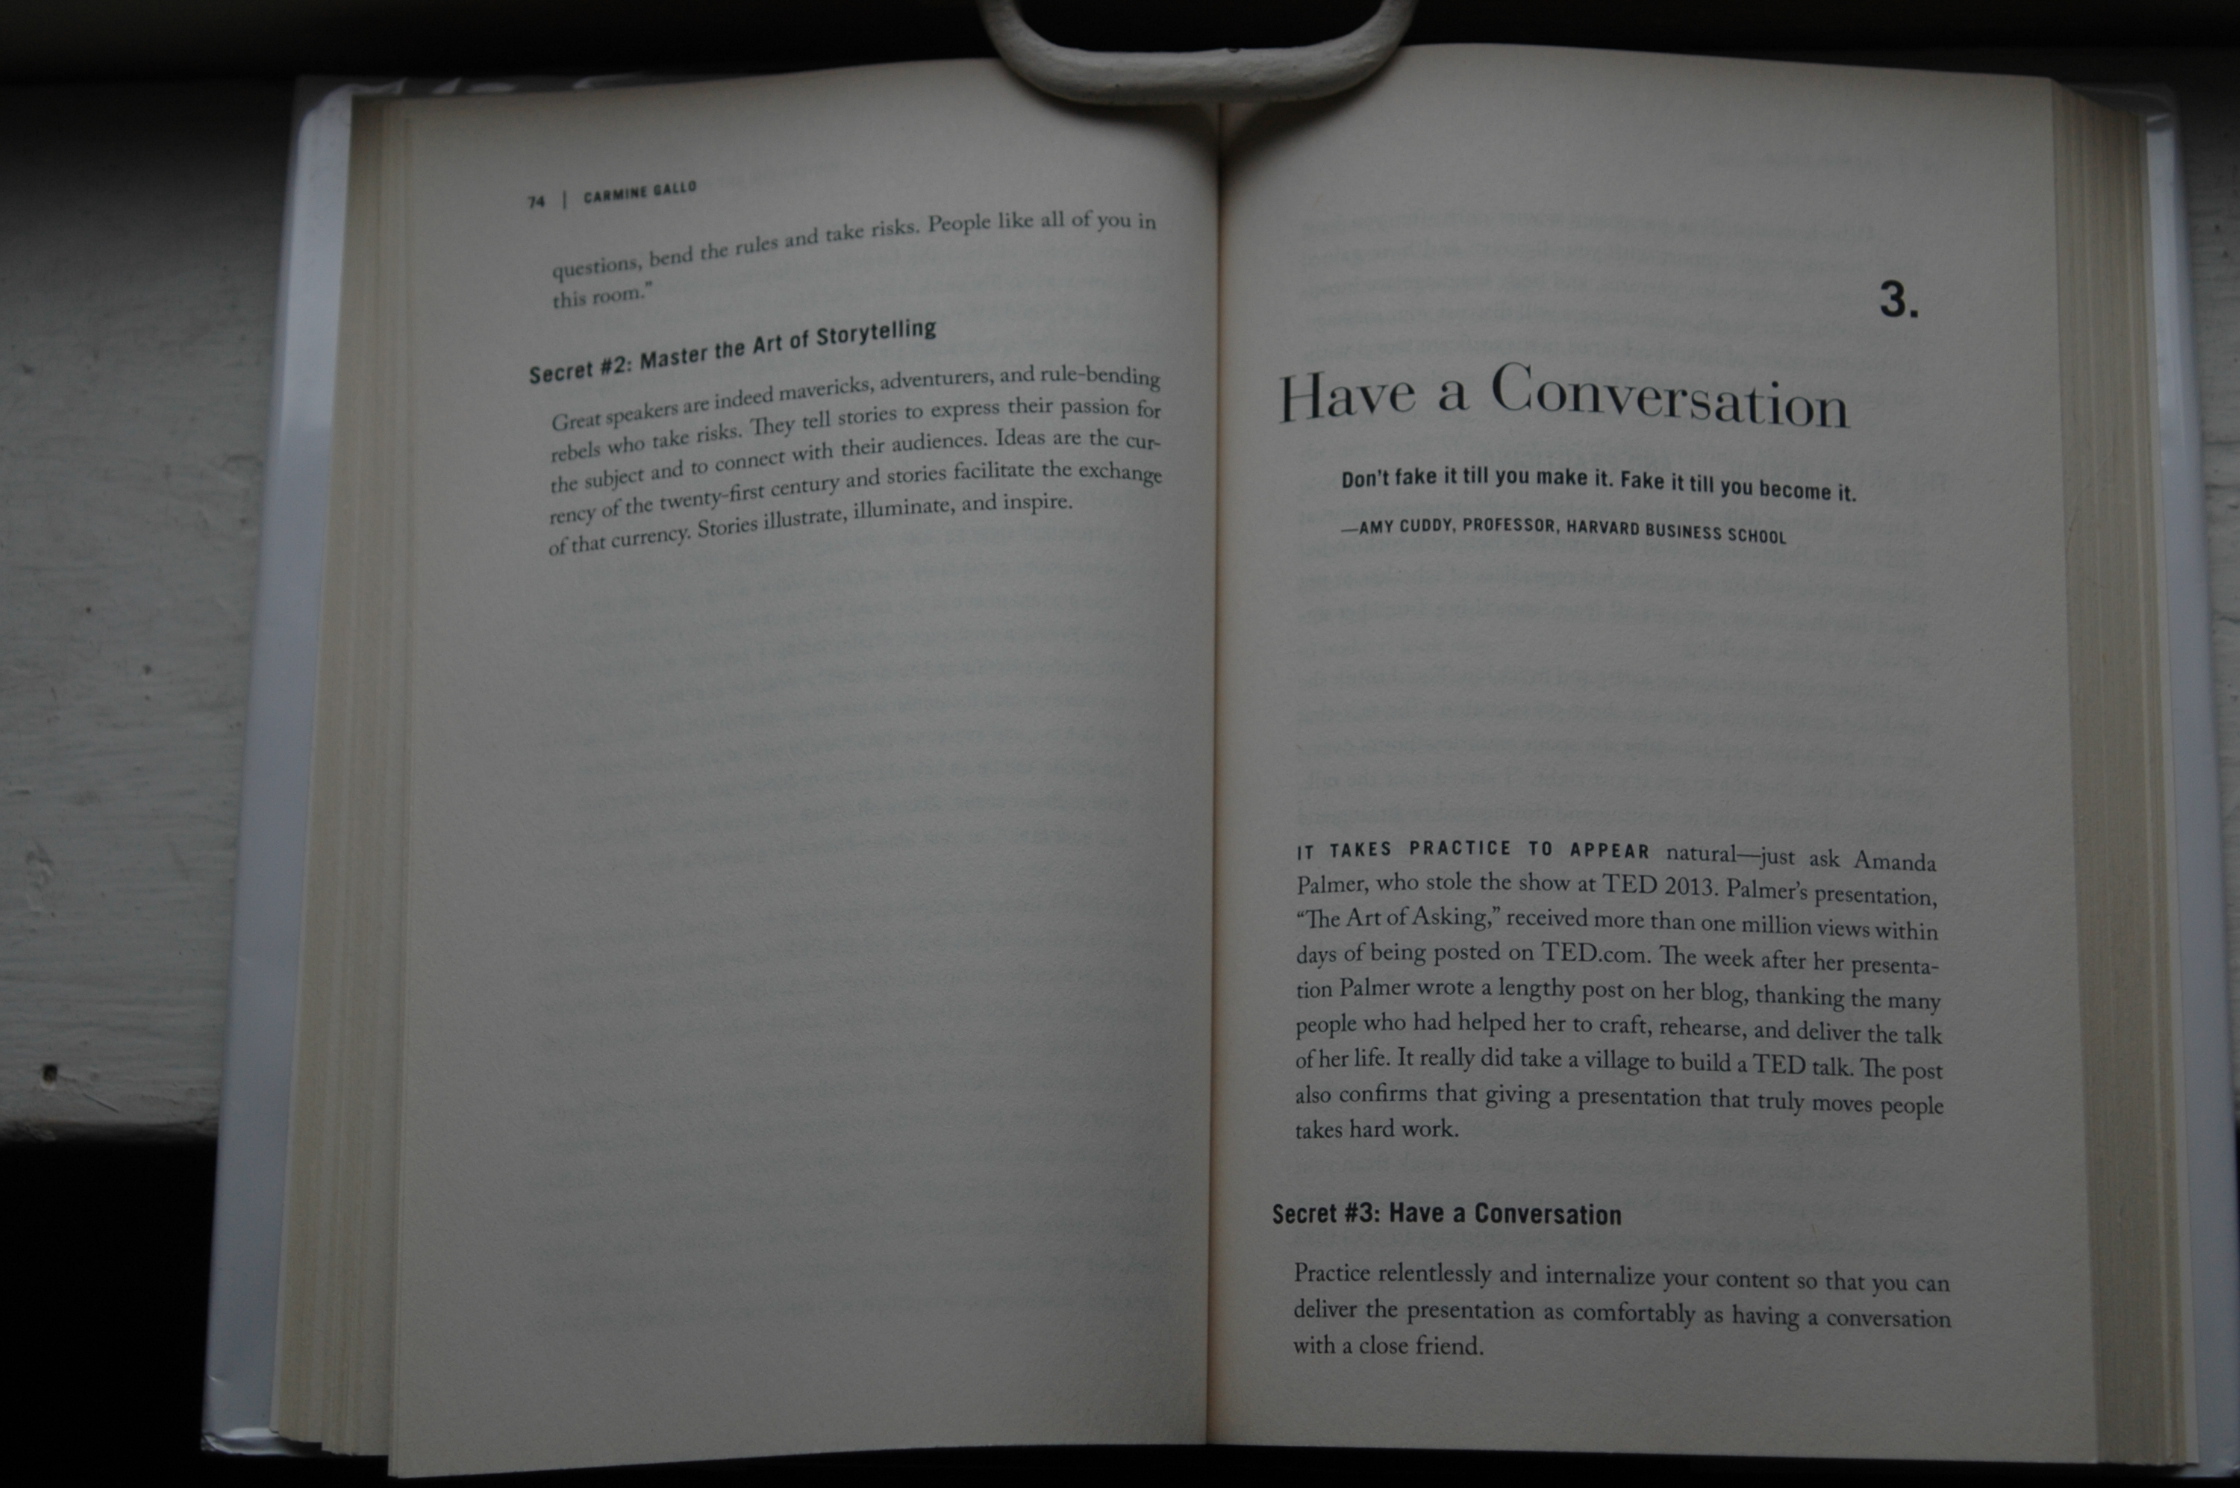 74 | CARMINE GALLO
questions, bend the rules and take risks. People like all of you in
this room.”
Secret #2: Master the Art of Storytelling
Great speakers are indeed mavericks, adventurers, and rule-bending
rebels who take risks. They tell stories to express their passion for
the subject and to connect with their audiences. Ideas are the cur-
rency of the twenty-first century and stories facilitate the exchange
of that currency. Stories illustrate, illuminate, and inspire.
3.
Have a Conversation
Don’t fake it till you make it. Fake it till you become it.
—AMY CUDDY, PROFESSOR, HARVARD BUSINESS SCHOOL
IT TAKES PRACTICE TO APPEAR natural—just ask Amanda
Palmer, who stole the show at TED 2013. Palmer’s presentation,
“The Art of Asking,” received more than one million views within
days of being posted on TED.com. The week after her presenta-
tion Palmer wrote a lengthy post on her blog, thanking the many
people who had helped her to craft, rehearse, and deliver the talk
of her life. It really did take a village to build a TED talk. The post
also confirms that giving a presentation that truly moves people
takes hard work.
Secret #3: Have a Conversation
Practice relentlessly and internalize your content so that you can
deliver the presentation as comfortably as having a conversation
with a close friend.